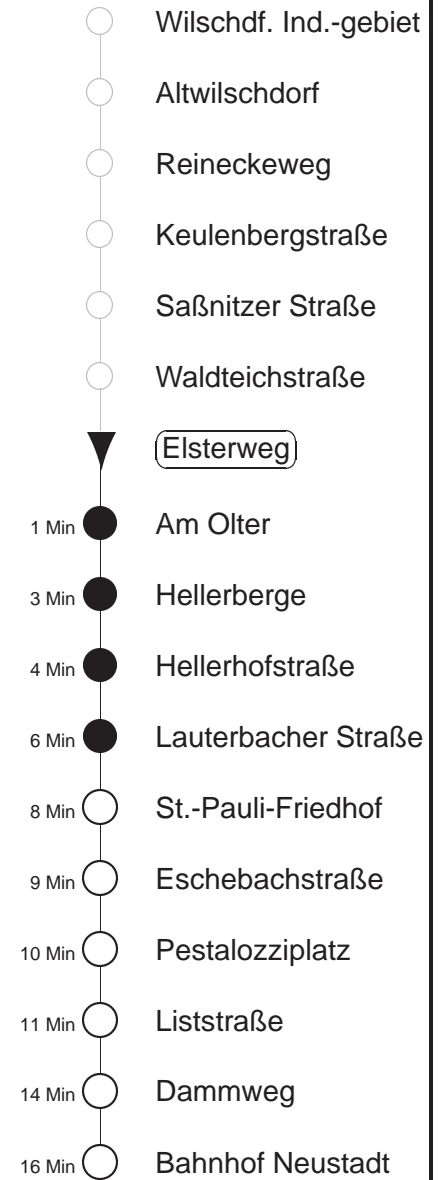 Wilschdf. Ind.-gebiet
Altwilschdorf
Reineckeweg
Keulenbergstraße
Saßnitzer Straße
Waldteichstraße
Elsterweg
1 Min Am Olter
3 Min Hellerberge
4 Min Hellerhofstraße
6 Min Lauterbacher Straße
8 Min St.-Pauli-Friedhof
9 Min Eschebachstraße
10 Min Pestalozziplatz
11 Min Liststraße
14 Min Dammweg
16 Min Bahnhof Neustadt